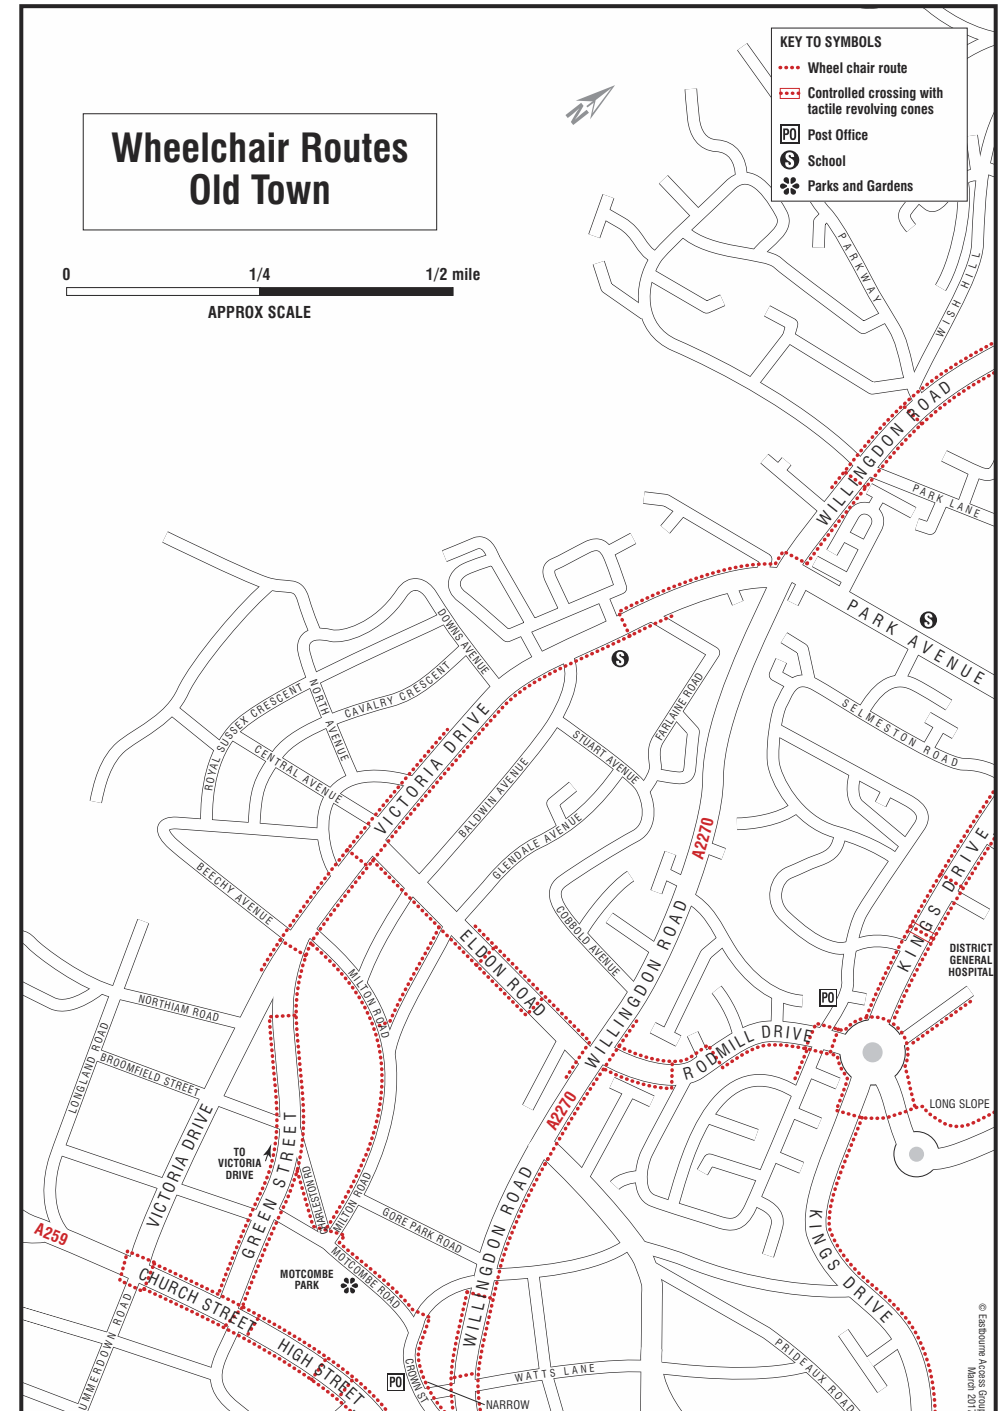 KEY TO SYMBOLS
Wheel chair route
Controlled crossing with
tactile revolving cones
PO Post Office
S School
Parks and Gardens
N
Wheelchair Routes
Old Town
0 1/4 1/2 mile
APPROX SCALE
PARKWAY
WISH HILL
WILLINGDON ROAD
PARK LANE
PARK AVENUE
S
S
SELMESTON ROAD
DOWNS AVENUE
ROYAL SUSSEX CRESCENT
NORTH AVENUE
CAVALRY CRESCENT
CENTRAL AVENUE
VICTORIA DRIVE
FARLAINE ROAD
STUART AVENUE
BALDWIN AVENUE
GLENDALE AVENUE
A2270
KINGS DRIVE
BEECHY AVENUE
COBBOLD AVENUE
ELDON ROAD
WILLINGDON ROAD
DISTRICT
GENERAL
HOSPITAL
MILTON ROAD
NORTHIAM ROAD
PO
RODMILL DRIVE
LONGLAND ROAD
BROOMFIELD STREET
A2270
LONG SLOPE
VICTORIA DRIVE
TO
VICTORIA
DRIVE
GREEN STREET
CHARLESTON RD
MILTON ROAD
GORE PARK ROAD
WILLINGDON ROAD
KINGS DRIVE
A259
MOTCOMBE
PARK
MOTCOMBE ROAD
CHURCH STREET
HIGH STREET
UMMERDOWN ROAD
PO
CROWN ST
WATTS LANE
NARROW
PRIDEAUX ROAD
© Eastbourne Access Group
March 201